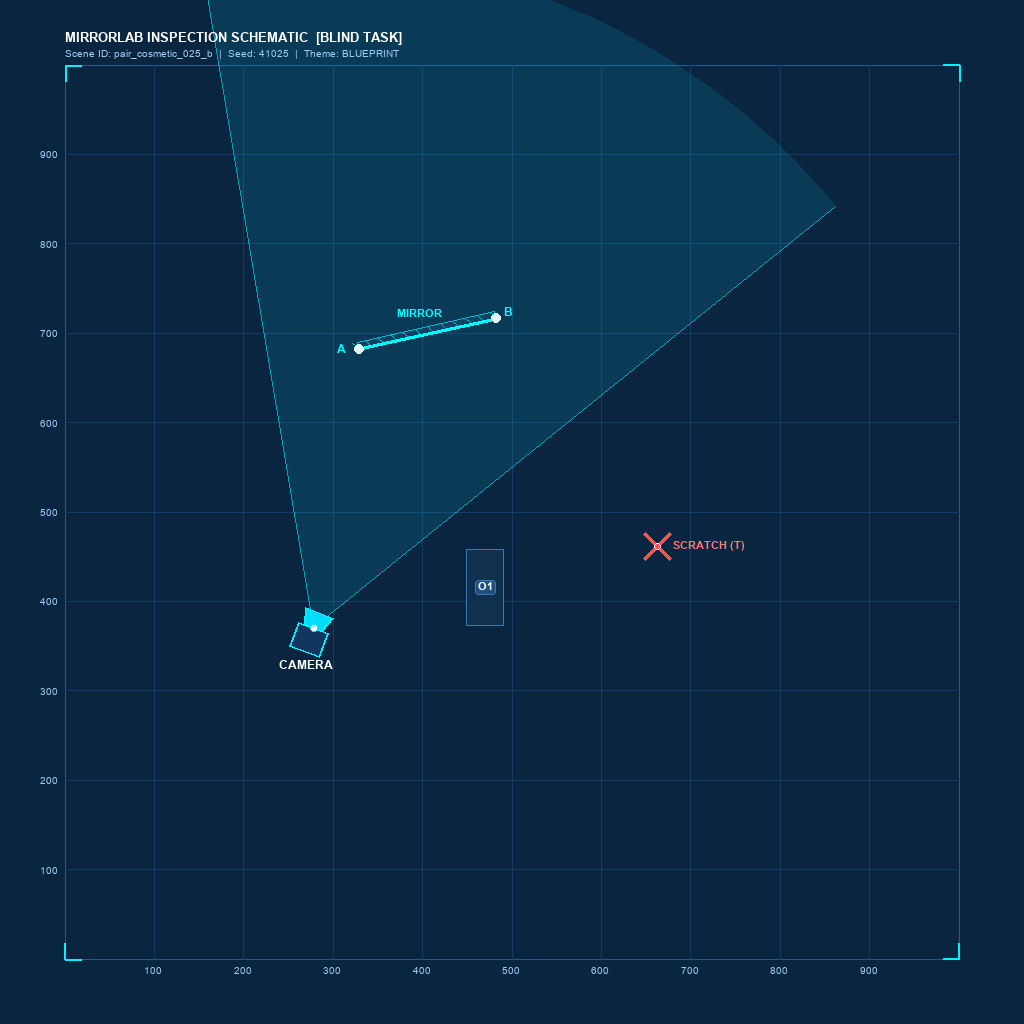 MIRRORLAB INSPECTION SCHEMATIC [BLIND TASK]
Scene ID: pair_cosmetic_025_b | Seed: 41025 | Theme: BLUEPRINT
900
800
MIRROR
B
700
A
600
500
SCRATCH (T)
O1
400
CAMERA
300
200
100
100 200 300 400 500 600 700 800 900